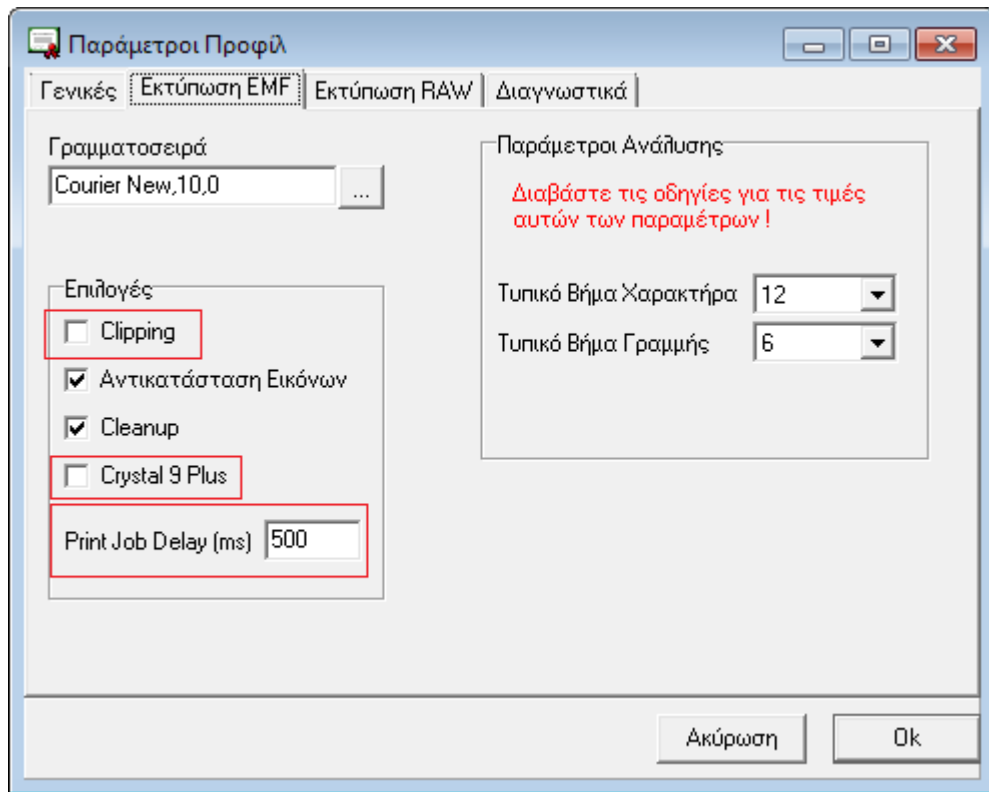 Παράμετροι Προφίλ
Γενικές Εκτύπωση EMF Εκτύπωση RAW Διαγνωστικά
Γραμματοσειρά
Courier New,10,0 ...
Επιλογές
Clipping
Αντικατάσταση Εικόνων
Cleanup
Crystal 9 Plus
Print Job Delay (ms) 500
Παράμετροι Ανάλυσης
Διαβάστε τις οδηγίες για τις τιμές
αυτών των παραμέτρων !
Τυπικό Βήμα Χαρακτήρα 12
Τυπικό Βήμα Γραμμής 6
Ακύρωση Ok